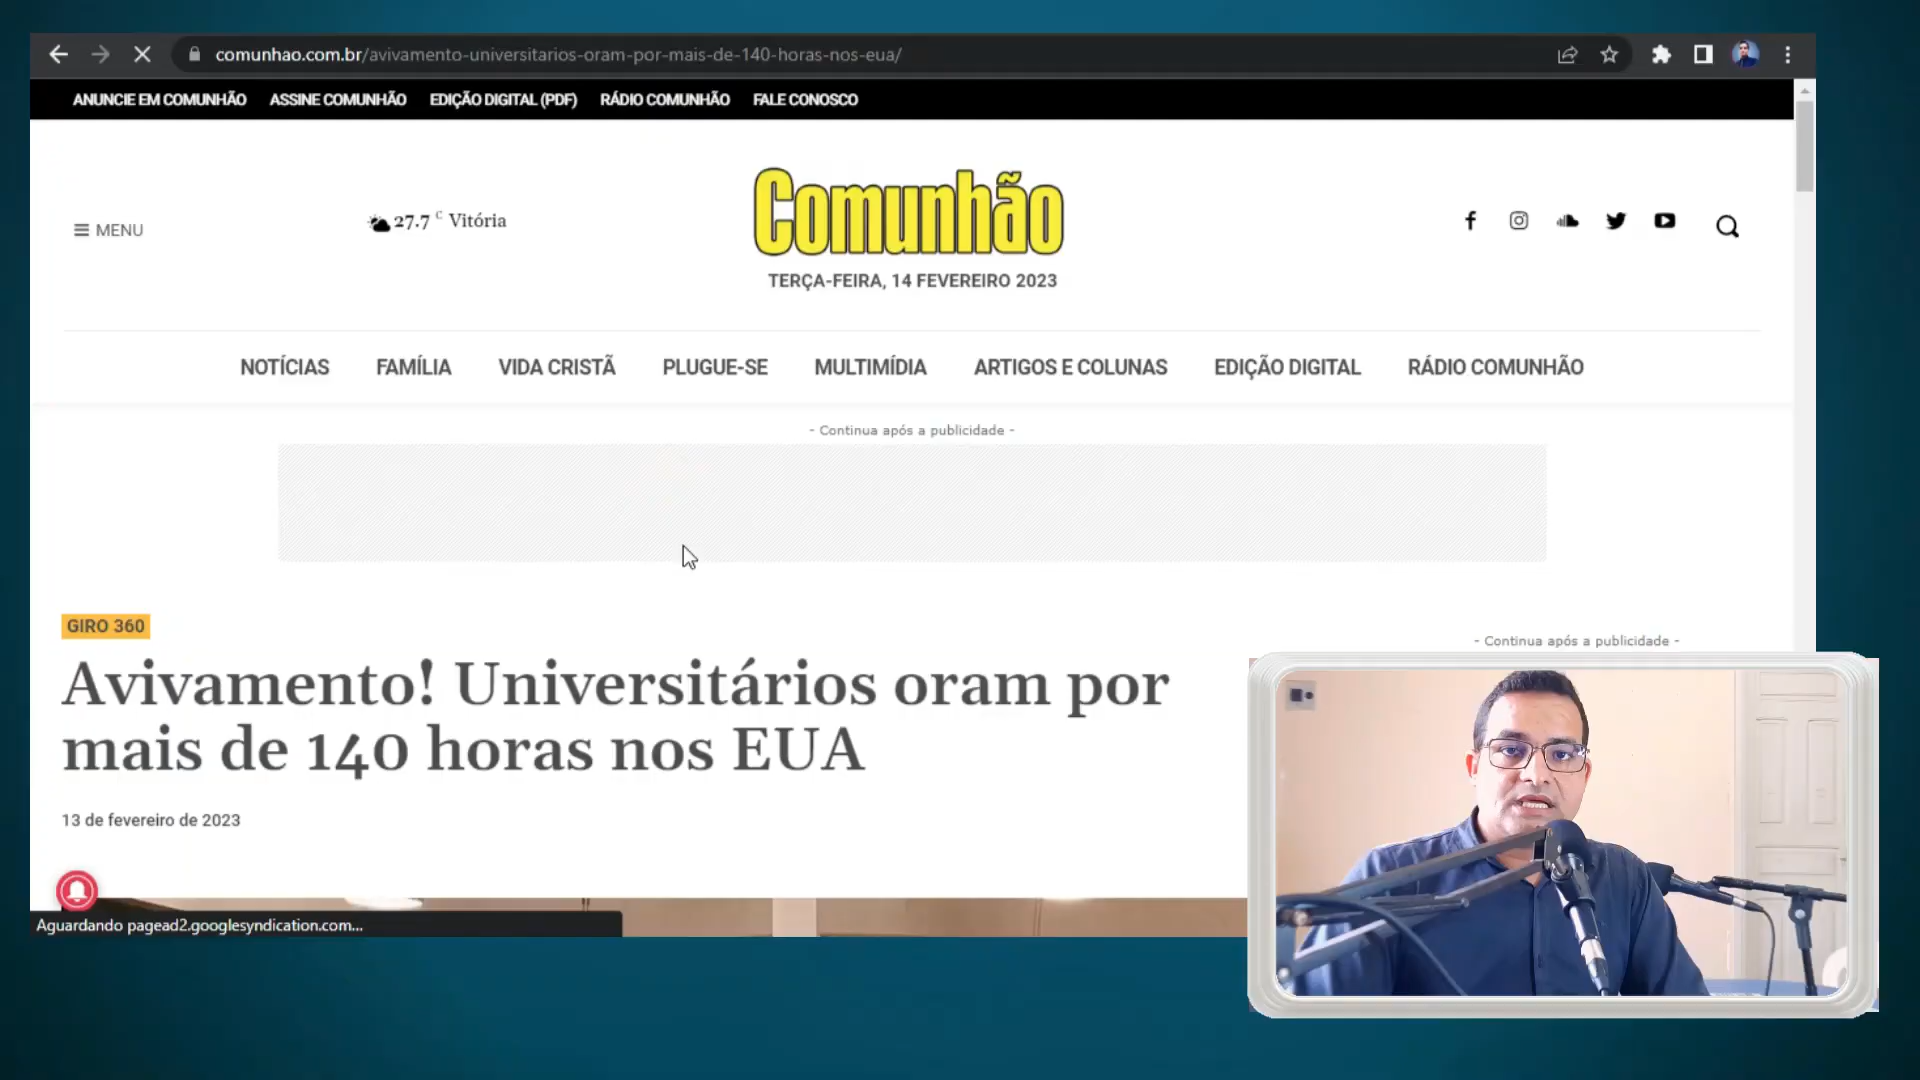 comunhao.com.br/avivamento-universitarios-oram-por-mais-de-140-horas-nos-eua/
ANUNCIE EM COMUNHÃO ASSINE COMUNHÃO EDIÇÃO DIGITAL (PDF) RÁDIO COMUNHÃO FALE CONOSCO
MENU
27.7 C Vitória
Comunhão
TERÇA-FEIRA, 14 FEVEREIRO 2023
NOTÍCIAS FAMÍLIA VIDA CRISTÃ PLUGUE-SE MULTIMÍDIA ARTIGOS E COLUNAS EDIÇÃO DIGITAL RÁDIO COMUNHÃO
- Continua após a publicidade -
GIRO 360
- Continua após a publicidade -
Avivamento! Universitários oram por
mais de 140 horas nos EUA
13 de fevereiro de 2023
Aguardando pagead2.googlesyndication.com...